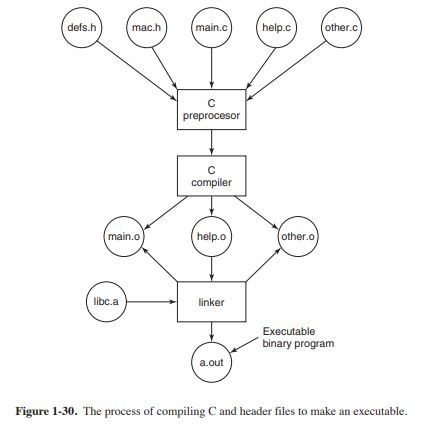 defs.h mac.h main.c help.c other.c
C
preprocesor
C
compiler
main.o help.o other.o
libc.a linker
Executable
binary program
a.out
Figure 1-30. The process of compiling C and header files to make an executable.